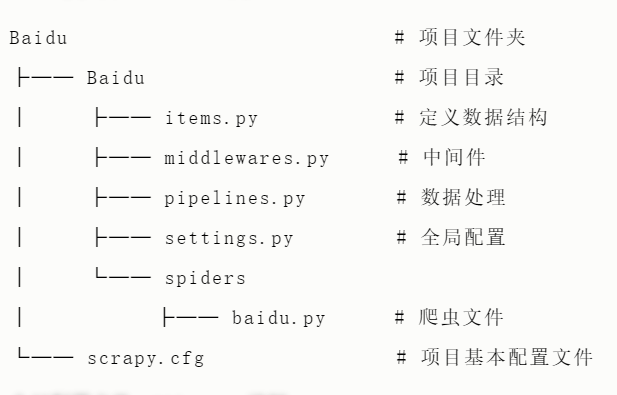 Baidu # 项目文件夹
├── Baidu # 项目目录
│ ├── items.py # 定义数据结构
│ ├── middlewares.py # 中间件
│ ├── pipelines.py # 数据处理
│ ├── settings.py # 全局配置
│ └── spiders
│ ├── baidu.py # 爬虫文件
└── scrapy.cfg # 项目基本配置文件